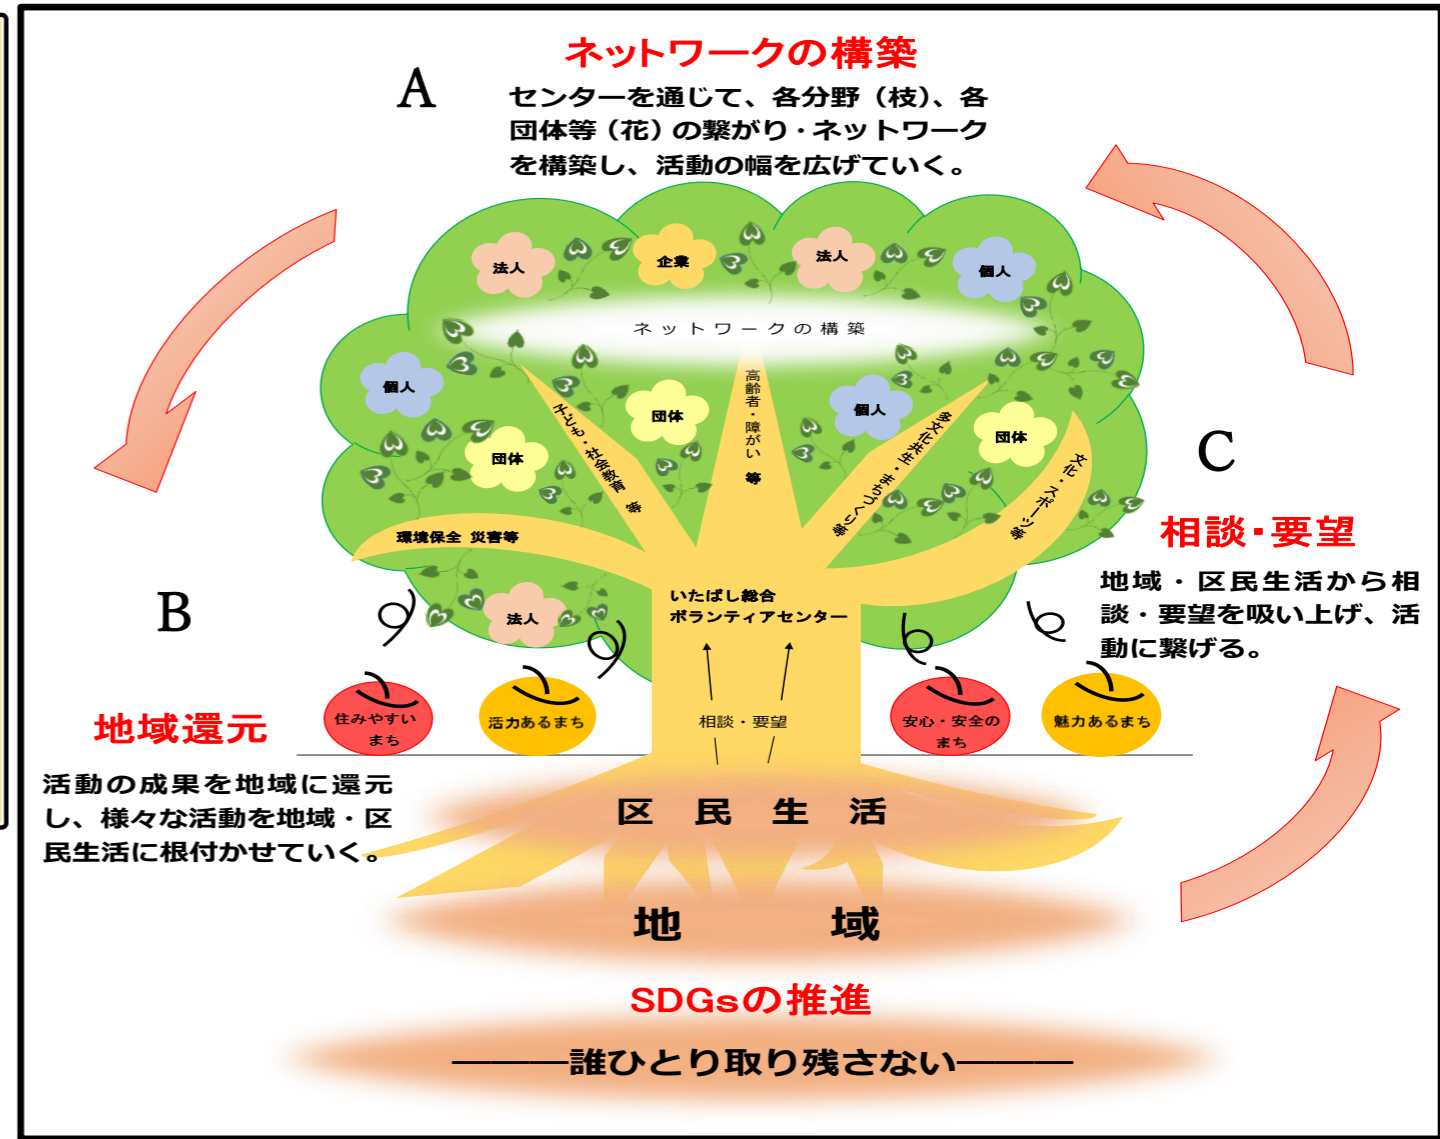 ネットワークの構築
A
センターを通じて、各分野（枝）、各
団体等（花）の繋がり・ネットワーク
を構築し、活動の幅を広げていく。
法人
企業
法人
個人
ネットワークの構築
個人
団体
高齢者・障がい 等
個人
団体
団体
子ども・社会教育 等
多文化共生・まちづくり等
文化・スポーツ等
環境保全 災害等
C
相談・要望
地域・区民生活から相
談・要望を吸い上げ、活
動に繋げる。
いたばし総合
ボランティアセンター
法人
B
地域還元
活動の成果を地域に還元
し、様々な活動を地域・区
民生活に根付かせていく。
住みやすい
まち
活力あるまち
相談・要望
安心・安全の
まち
魅力あるまち
区民生活
地域
SDGsの推進
―――誰ひとり取り残さない―――